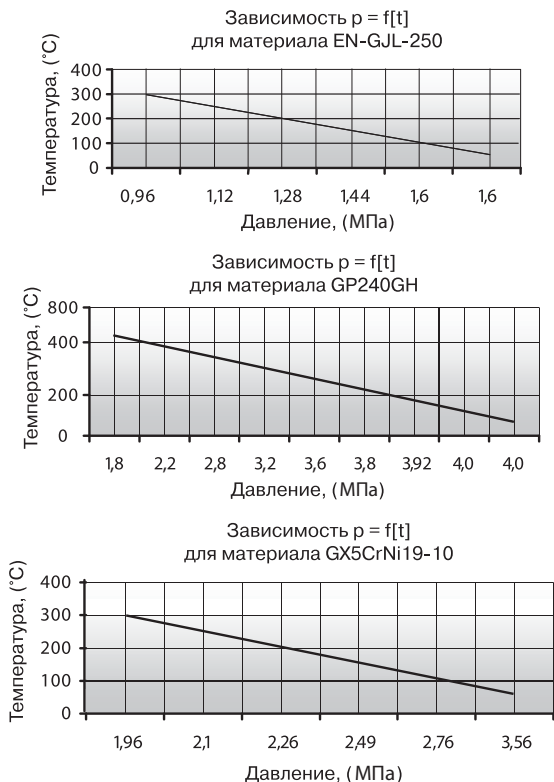 Зависимость p = f[t]
для материала EN-GJL-250
Температура, (°C)
400
300
200
100
0
0,96 1,12 1,28 1,44 1,6 1,6
Давление, (МПа)
Зависимость p = f[t]
для материала GP240GH
Температура, (°C)
800
400
200
0
1,8 2,2 2,8 3,2 3,6 3,8 3,92 4,0 4,0
Давление, (МПа)
Зависимость p = f[t]
для материала GX5CrNi19-10
Температура, (°C)
400
300
200
100
0
1,96 2,1 2,26 2,49 2,76 3,56
Давление, (МПа)